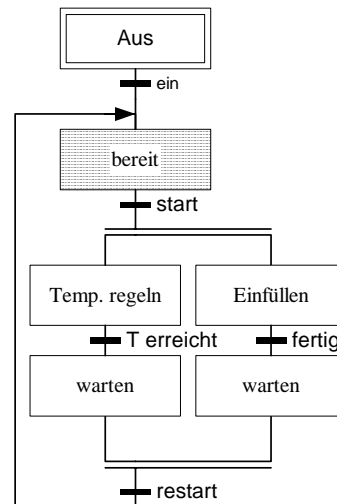 Aus
ein
bereit
start
Temp. regeln
Einfüllen
T erreicht
fertig
warten
warten
restart